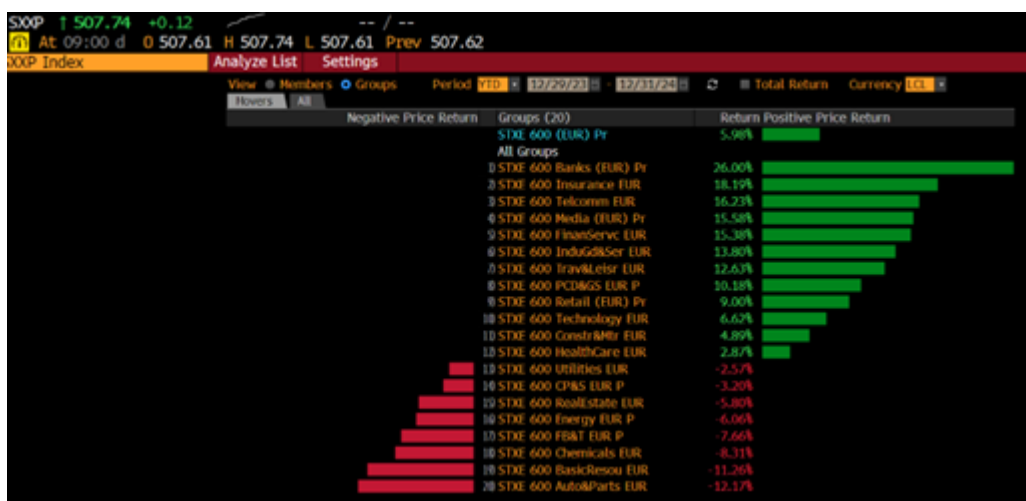 SXXP ↑ 507.74 +0.12 -- / --
At 09:00 d O 507.61 H 507.74 L 507.61 Prev 507.62
SXXP Index Analyze List Settings
View Members Groups Period YTD 12/29/23 - 12/31/24 Total Return Currency LCL
Movers All
Negative Price Return Groups (20) Return Positive Price Return
STXE 600 (EUR) Pr 5.98%
All Groups
1) STXE 600 Banks (EUR) Pr 26.00%
2) STXE 600 Insurance EUR 18.19%
3) STXE 600 Telcomm EUR 16.23%
4) STXE 600 Media (EUR) Pr 15.58%
5) STXE 600 FinanServc EUR 15.38%
6) STXE 600 InduGd&Ser EUR 13.80%
7) STXE 600 Trav&Leisr EUR 12.63%
8) STXE 600 PCD&GS EUR P 10.18%
9) STXE 600 Retail (EUR) Pr 9.00%
10) STXE 600 Technology EUR 6.62%
11) STXE 600 Constr&Mtr EUR 4.89%
12) STXE 600 HealthCare EUR 2.87%
13) STXE 600 Utilities EUR -2.57%
14) STXE 600 CP&S EUR P -3.20%
15) STXE 600 RealEstate EUR -5.80%
16) STXE 600 Energy EUR P -6.06%
17) STXE 600 FB&T EUR P -7.66%
18) STXE 600 Chemicals EUR -8.31%
19) STXE 600 BasicResou EUR -11.26%
20) STXE 600 Auto&Parts EUR -12.17%